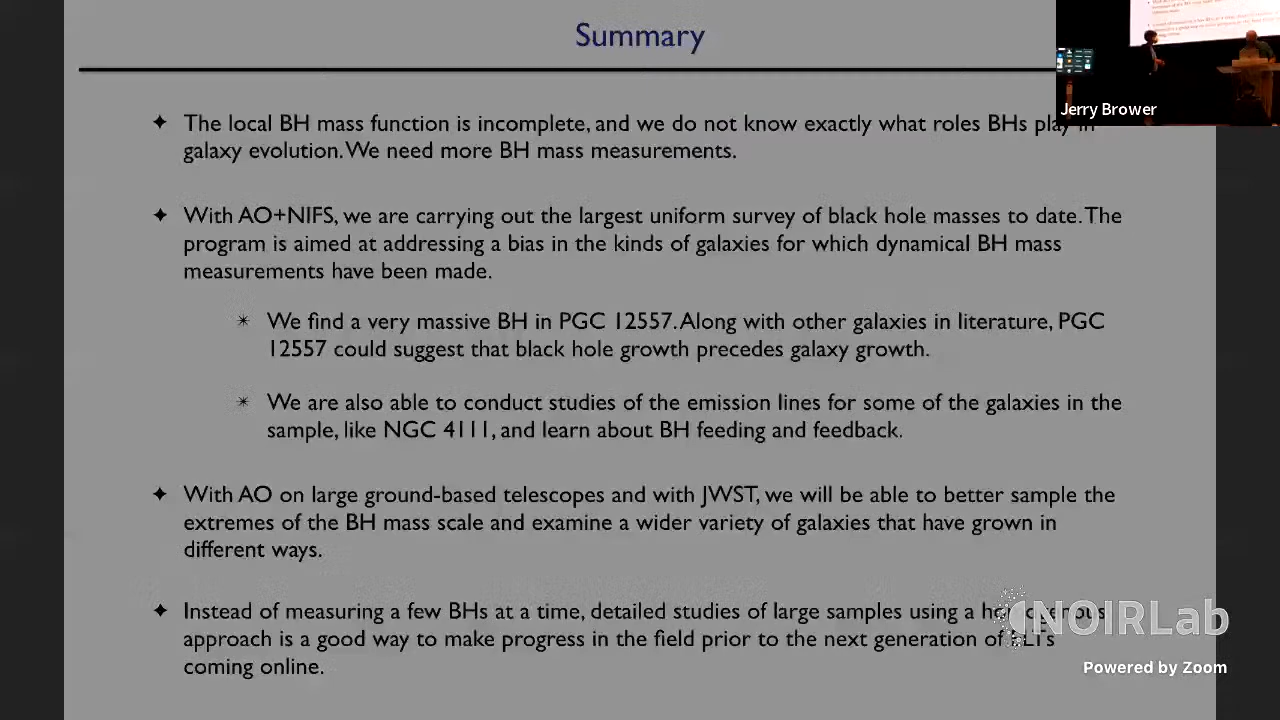 Summary
Jerry Brower
The local BH mass function is incomplete, and we do not know exactly what roles BHs play in
galaxy evolution. We need more BH mass measurements.
With AO+NIFS, we are carrying out the largest uniform survey of black hole masses to date. The
program is aimed at addressing a bias in the kinds of galaxies for which dynamical BH mass
measurements have been made.
We find a very massive BH in PGC 12557. Along with other galaxies in literature, PGC
12557 could suggest that black hole growth precedes galaxy growth.
We are also able to conduct studies of the emission lines for some of the galaxies in the
sample, like NGC 4111, and learn about BH feeding and feedback.
With AO on large ground-based telescopes and with JWST, we will be able to better sample the
extremes of the BH mass scale and examine a wider variety of galaxies that have grown in
different ways.
Instead of measuring a few BHs at a time, detailed studies of large samples using a
approach is a good way to make progress in the field prior to the next generation of ELTs
coming online.
NOIRLab
Powered by Zoom